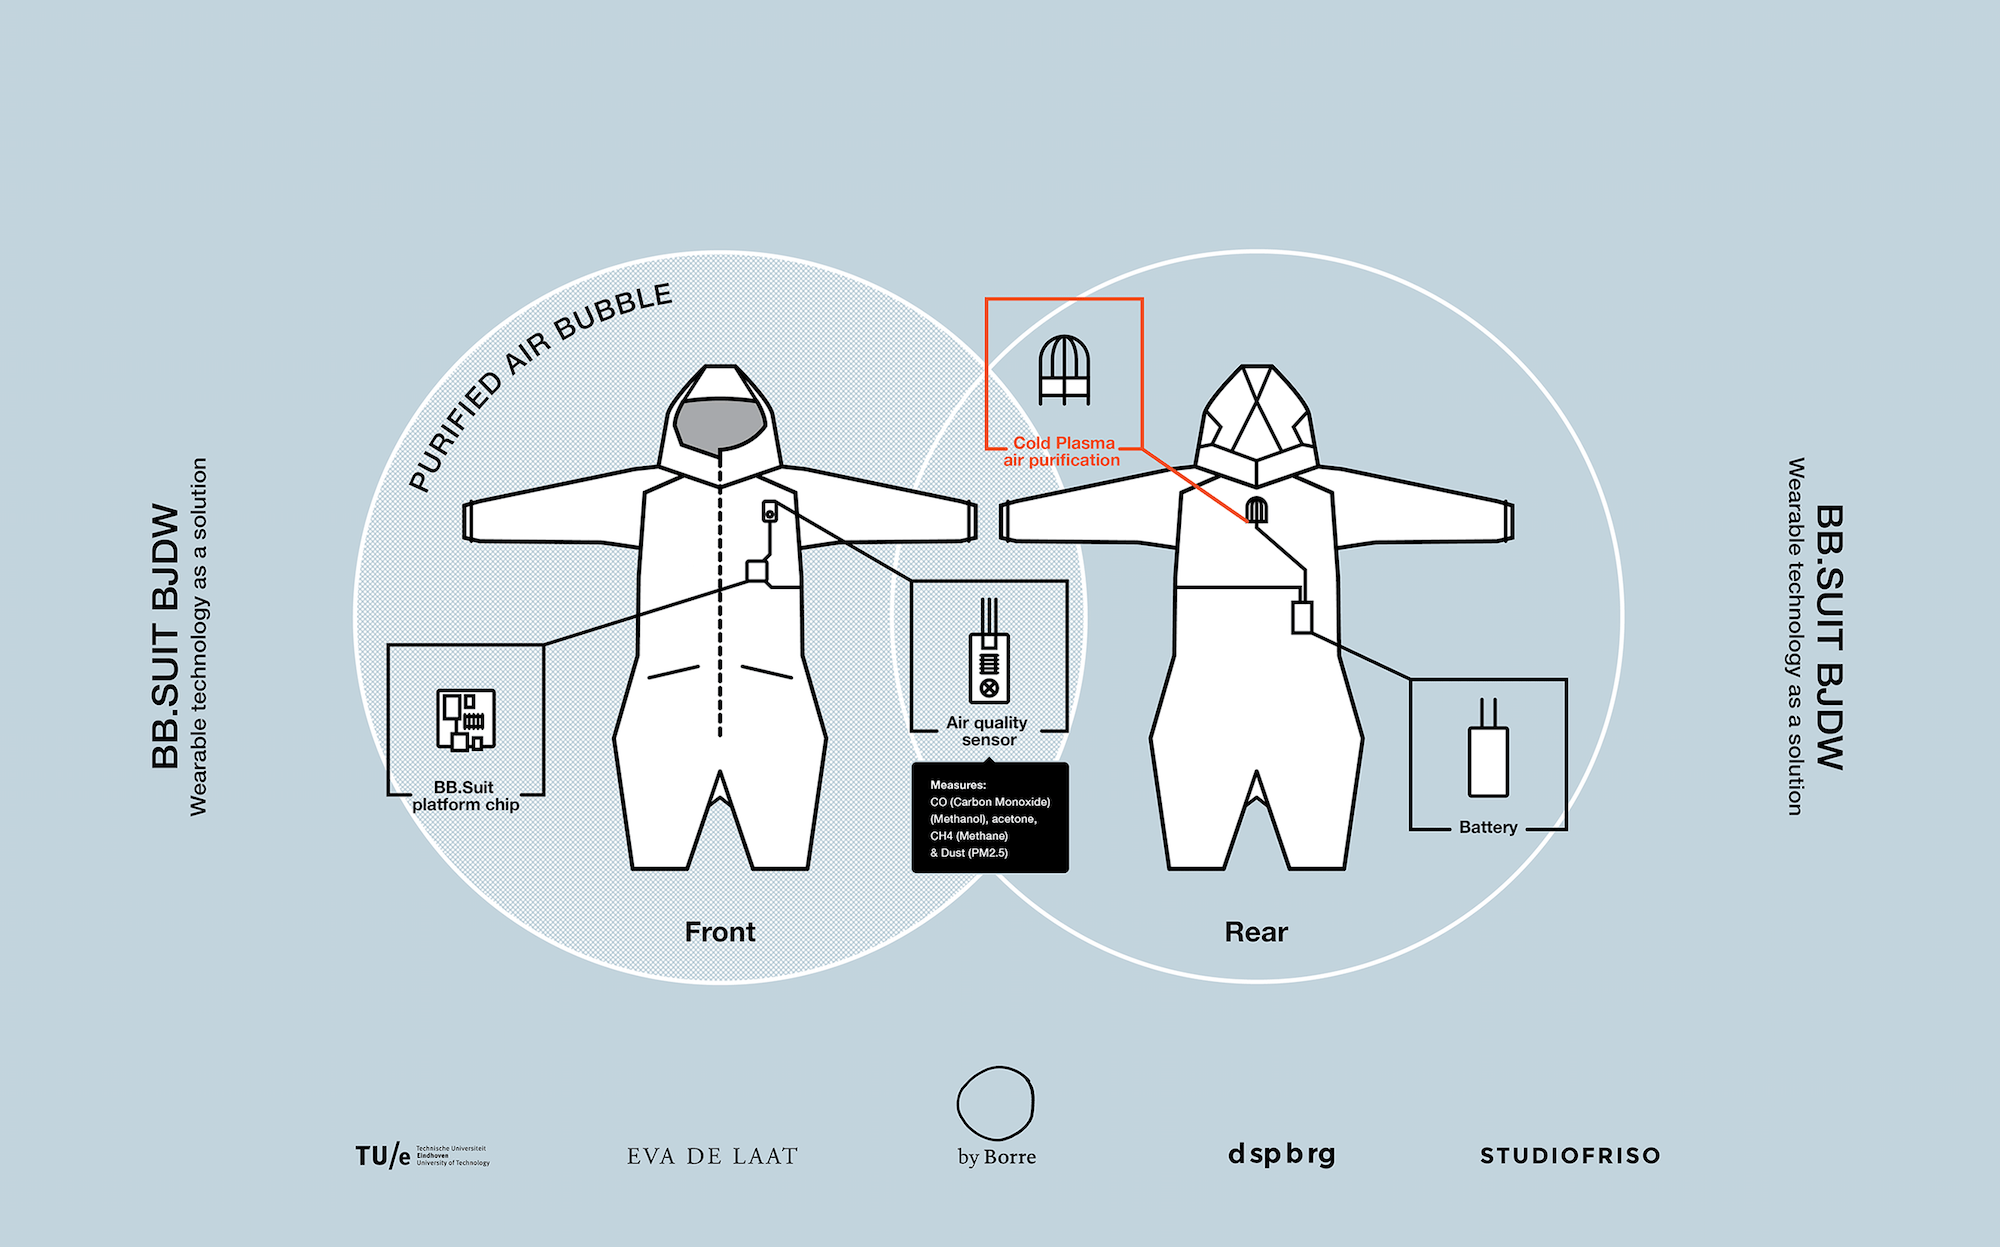 BB.SUIT BJDW
Wearable technology as a solution
PURIFIED AIR BUBBLE
Cold Plasma
air purification
Air quality
sensor
Measures:
CO (Carbon Monoxide)
(Methanol), acetone,
CH4 (Methane)
& Dust (PM2.5)
BB.Suit
platform chip
Battery
Front
Rear
BB.SUIT BJDW
Wearable technology as a solution
TU/e
Technische Universiteit
Eindhoven
University of Technology
EVA DE LAAT
by Borre
dspbrg
STUDIOFRISO